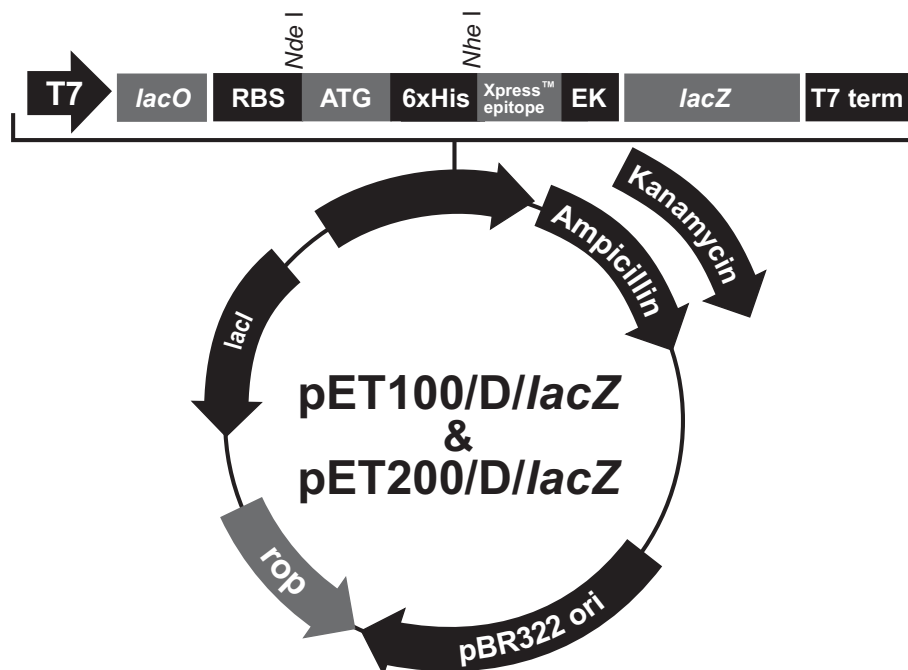 Nde I
Nhe I
T7
lacO
RBS
ATG
6xHis
Xpress™
epitope
EK
lacZ
T7 term
Kanamycin
Ampicillin
lacI
pET100/D/lacZ
&
pET200/D/lacZ
rop
pBR322 ori